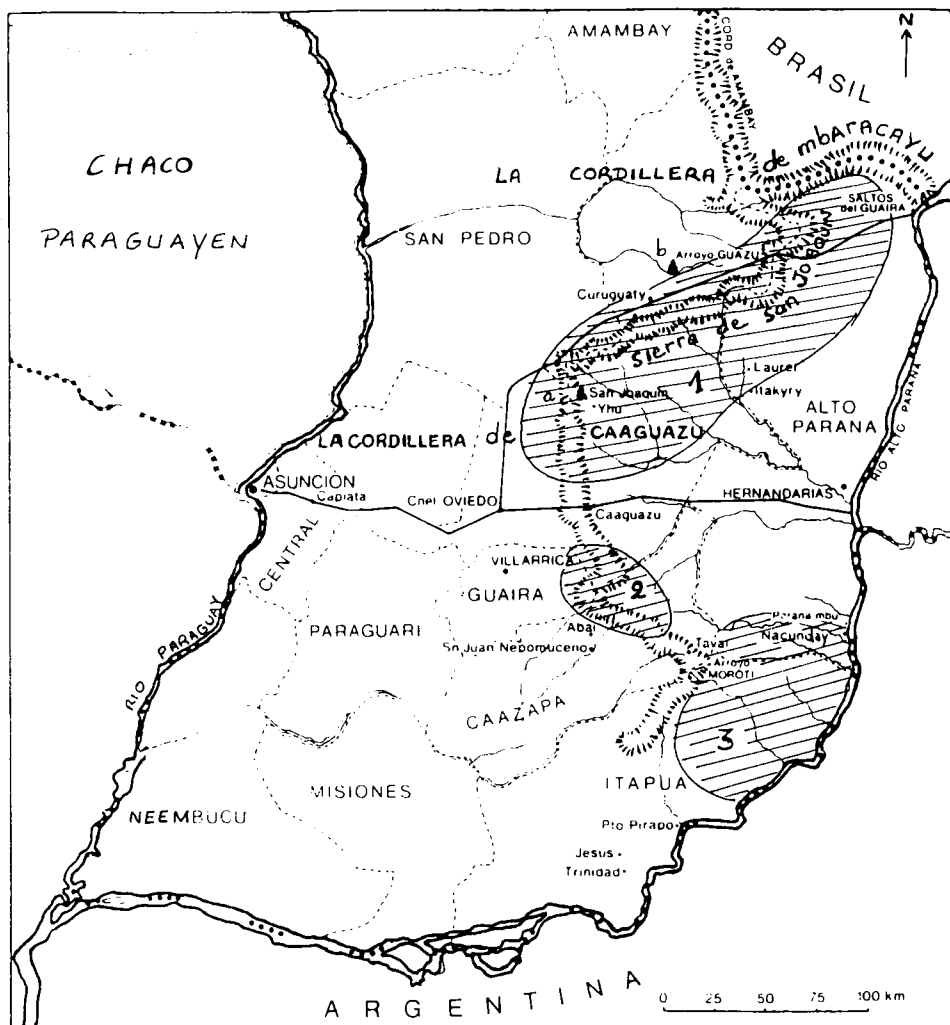 AMAMBAY
CORD. de AMAMBAY
BRASIL
N
CHACO
PARAGUAYEN
LA CORDILLERA de mbaRACAYU
SALTOS
del GUAIRA
SAN PEDRO
b
Arroyo GUAZU
Curuguaty
Sierra de san JOAQUIN
1
a
San Joaquin
Yhu
Laurel
Itakyry
ALTO
PARANA
RIO ALTO PARANA
LA CORDILLERA de CAAGUAZU
ASUNCIÓN
Capiata
Cnel OVIEDO
HERNANDARIAS
Caaguazu
CENTRAL
VILLARRICA
GUAIRA
2
PARAGUARI
Abaï
Sn Juan Nepomuceno
Parana mbu
Nacunday
Tavaï
Arroyo
MOROTI
RIO PARAGUAY
CAAZAPA
3
MISIONES
ITAPUA
NEEMBUCU
Pto Pirapo
Jesus
Trinidad
ARGENTINA
0 25 50 75 100 km